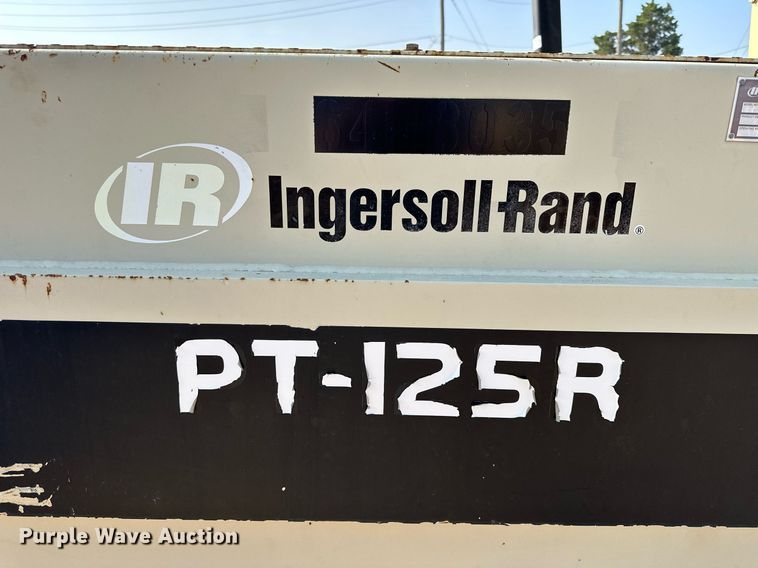 IR
Ingersoll-Rand®
PT-125R
Purple Wave Auction